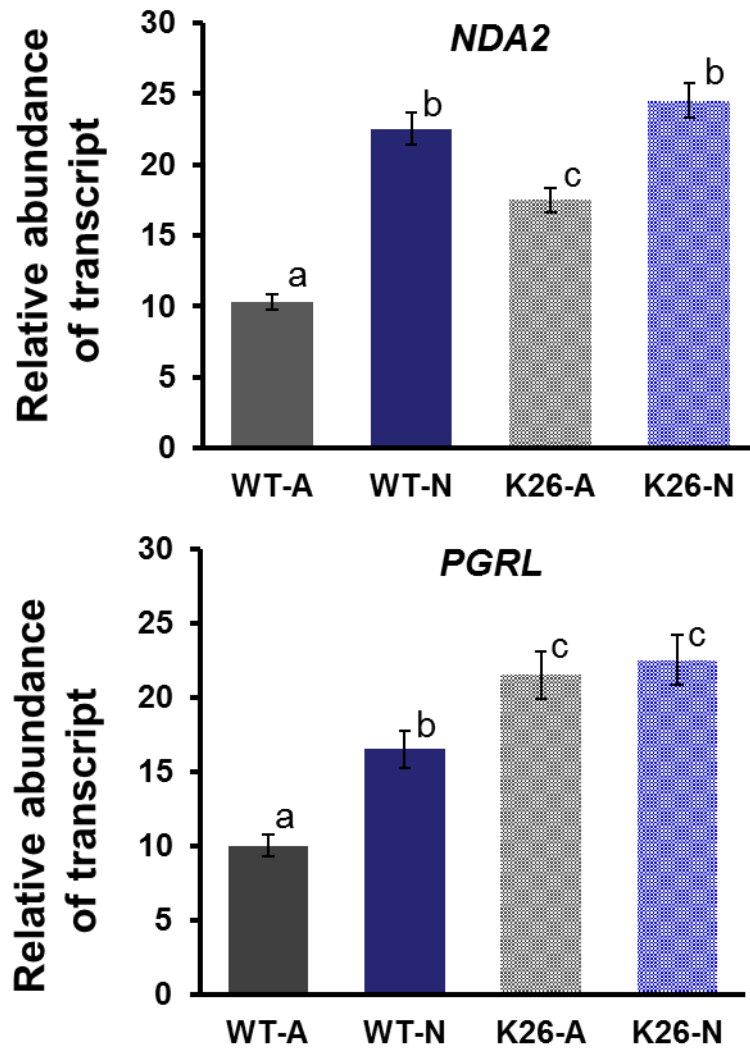 NDA2
Relative abundance
of transcript
30
25
20
15
10
5
0
a
b
c
b
WT-A WT-N K26-A K26-N
PGRL
Relative abundance
of transcript
30
25
20
15
10
5
0
a
b
c
c
WT-A WT-N K26-A K26-N